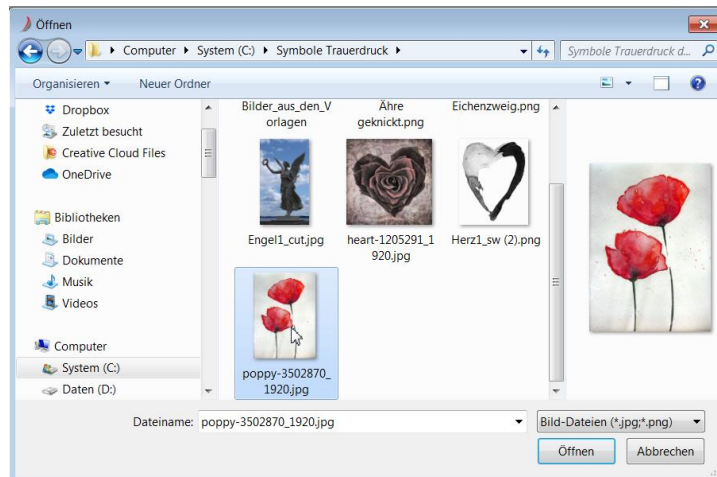 Öffnen
Computer
System (C:)
Symbole Trauerdruck
Symbole Trauerdruck d...
Organisieren
Neuer Ordner
Dropbox
Zuletzt besucht
Creative Cloud Files
OneDrive
Bibliotheken
Bilder
Dokumente
Musik
Videos
Computer
System (C:)
Daten (D:)
Bilder_aus_den_V
orlagen
Ähre
geknickt.png
Eichenzweig.png
Engel1_cut.jpg
heart-1205291_1
920.jpg
Herz1_sw (2).png
poppy-3502870_
1920.jpg
Dateiname:
poppy-3502870_1920.jpg
Bild-Dateien (*.jpg;*.png)
Öffnen
Abbrechen